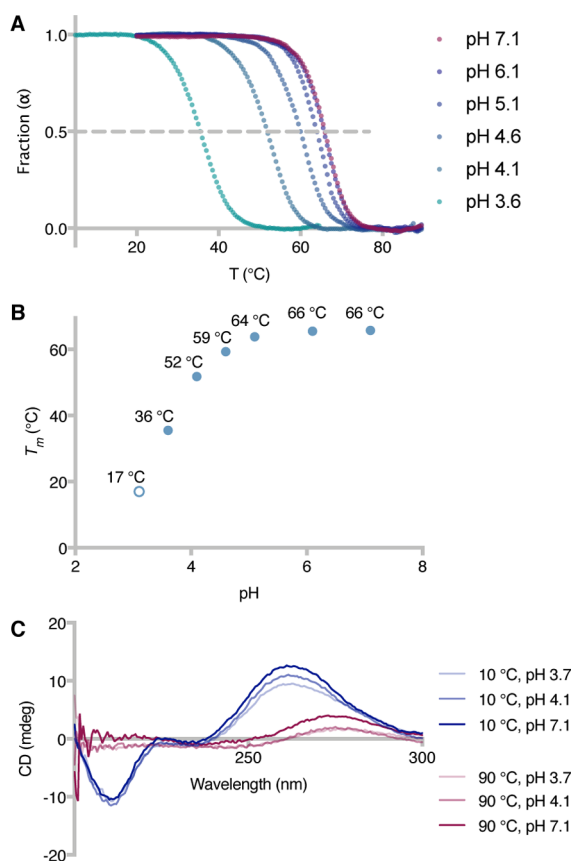 A
1.0
0.5
0.0
Fraction (α)
20
40
60
80
T (°C)
pH 7.1
pH 6.1
pH 5.1
pH 4.6
pH 4.1
pH 3.6
B
60
40
20
0
Tm (°C)
17 °C
36 °C
52 °C
59 °C
64 °C
66 °C
66 °C
2
4
6
8
pH
C
20
10
0
-10
-20
CD (mdeg)
250
300
Wavelength (nm)
10 °C, pH 3.7
10 °C, pH 4.1
10 °C, pH 7.1
90 °C, pH 3.7
90 °C, pH 4.1
90 °C, pH 7.1